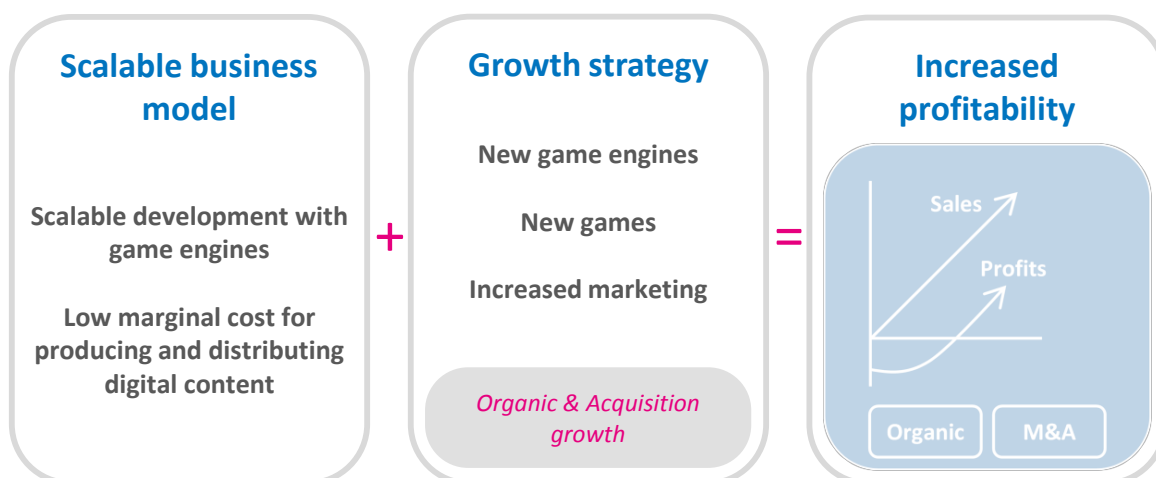 Scalable business
model
Scalable development with
game engines
Low marginal cost for
producing and distributing
digital content
+
Growth strategy
New game engines
New games
Increased marketing
Organic & Acquisition
growth
=
Increased
profitability
Sales
Profits
Organic
M&A